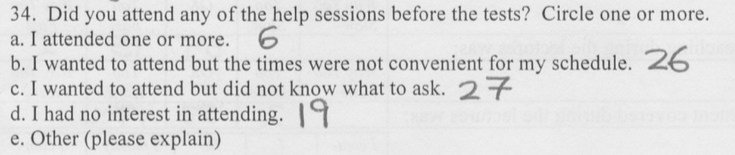 34. Did you attend any of the help sessions before the tests? Circle one or more.
a. I attended one or more. 6
b. I wanted to attend but the times were not convenient for my schedule. 26
c. I wanted to attend but did not know what to ask. 27
d. I had no interest in attending. 19
e. Other (please explain)